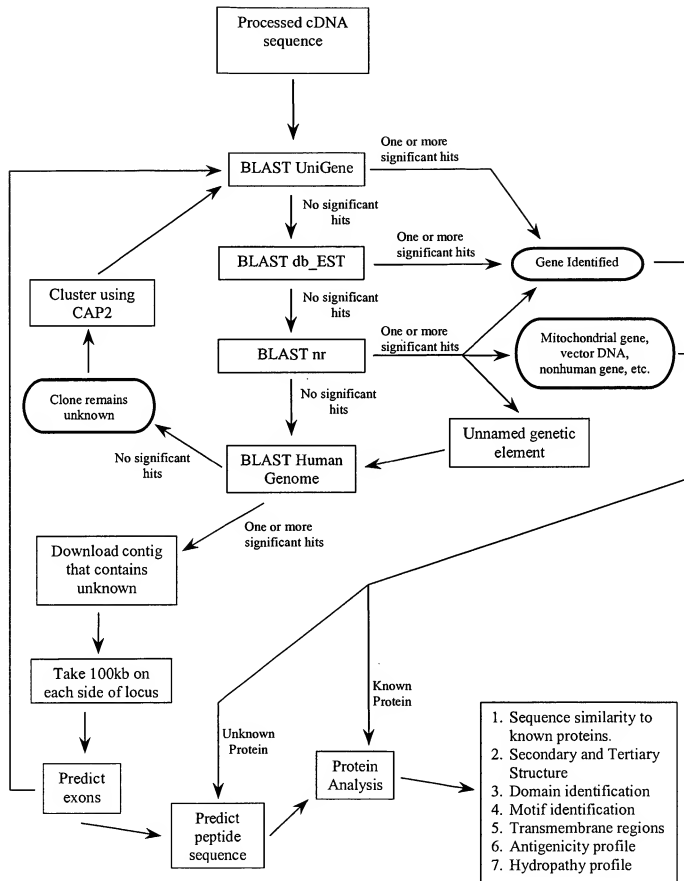 Processed cDNA
sequence
One or more
significant hits
BLAST UniGene
No significant
hits
One or more
significant hits
BLAST db_EST
Gene Identified
Cluster using
CAP2
No significant
hits
One or more
significant hits
Mitochondrial gene,
vector DNA,
nonhuman gene, etc.
BLAST nr
Clone remains
unknown
No significant
hits
Unnamed genetic
element
No significant
hits
BLAST Human
Genome
One or more
significant hits
Download contig
that contains
unknown
Take 100kb on
each side of locus
Known
Protein
Unknown
Protein
Predict
exons
Protein
Analysis
Predict
peptide
sequence
1. Sequence similarity to
known proteins.
2. Secondary and Tertiary
Structure
3. Domain identification
4. Motif identification
5. Transmembrane regions
6. Antigenicity profile
7. Hydropathy profile